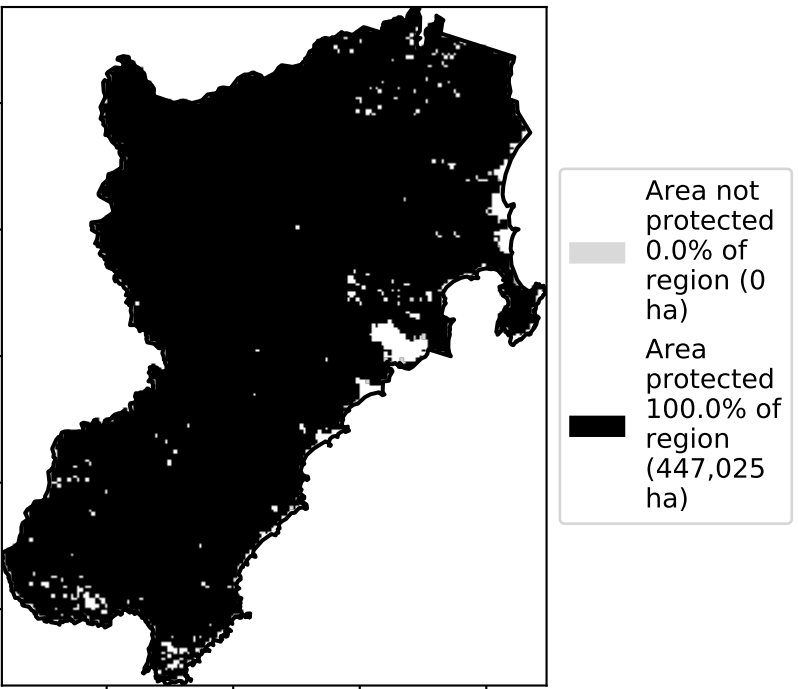 Area not
protected
0.0% of
region (0
ha)
Area
protected
100.0% of
region
(447,025
ha)